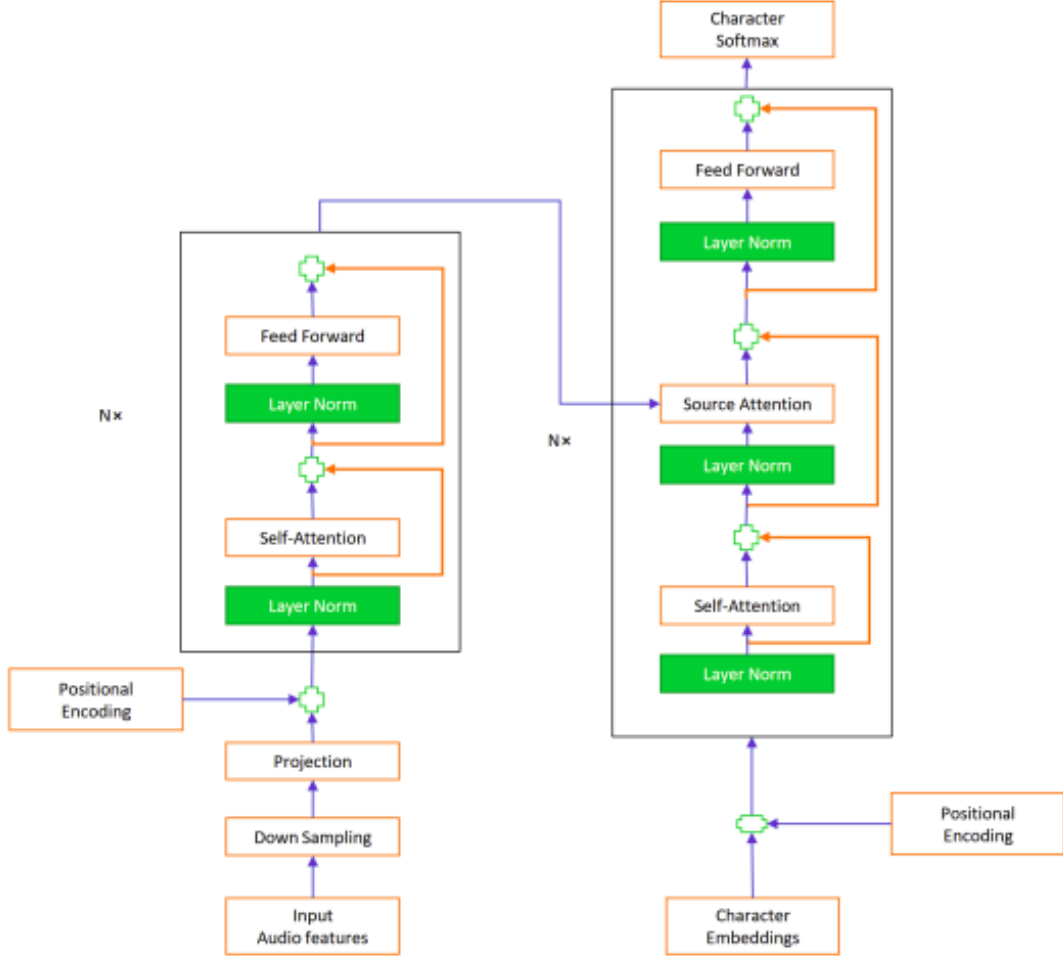 Character
Softmax
Feed Forward
Layer Norm
Source Attention
Layer Norm
Self-Attention
Layer Norm
N×
Positional
Encoding
Character
Embeddings
Feed Forward
Layer Norm
N×
Self-Attention
Layer Norm
Positional
Encoding
Projection
Down Sampling
Input
Audio features